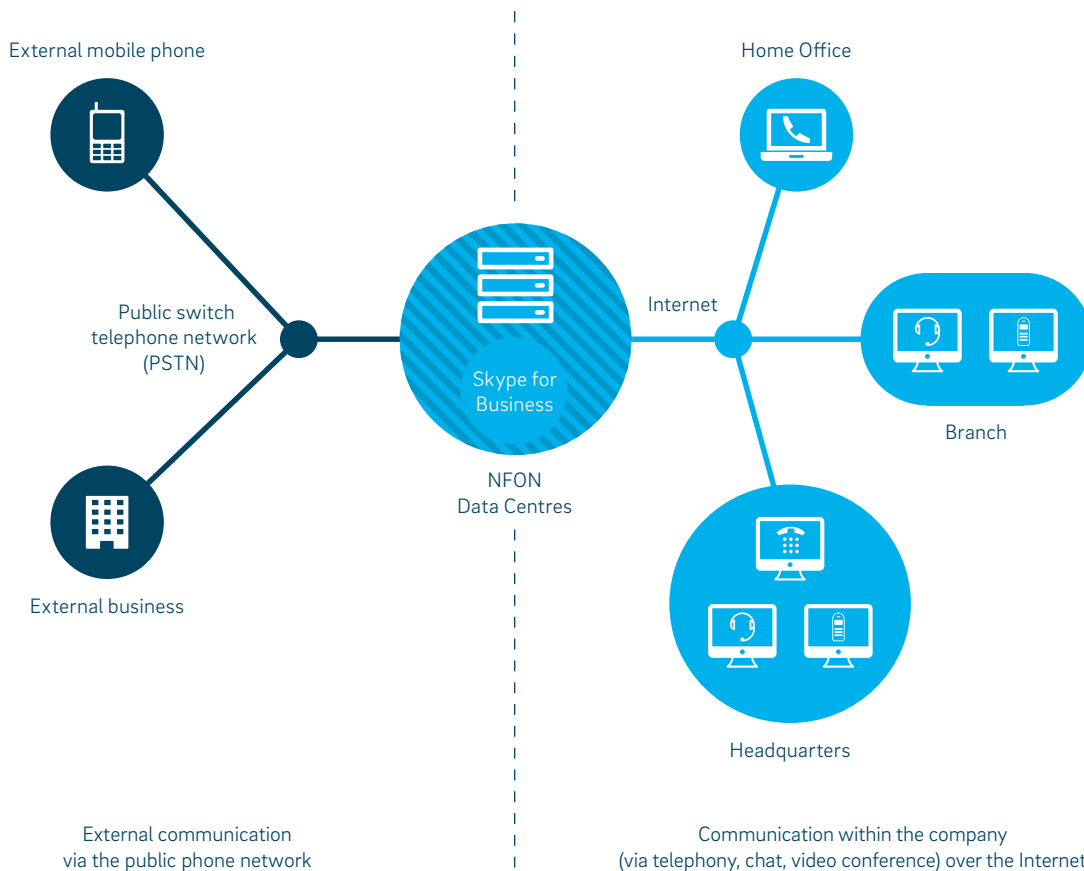 External mobile phone
Home Office
Public switch
telephone network
(PSTN)
Internet
Skype for
Business
Branch
NFON
Data Centres
External business
Headquarters
External communication
via the public phone network
Communication within the company
(via telephony, chat, video conference) over the Internet